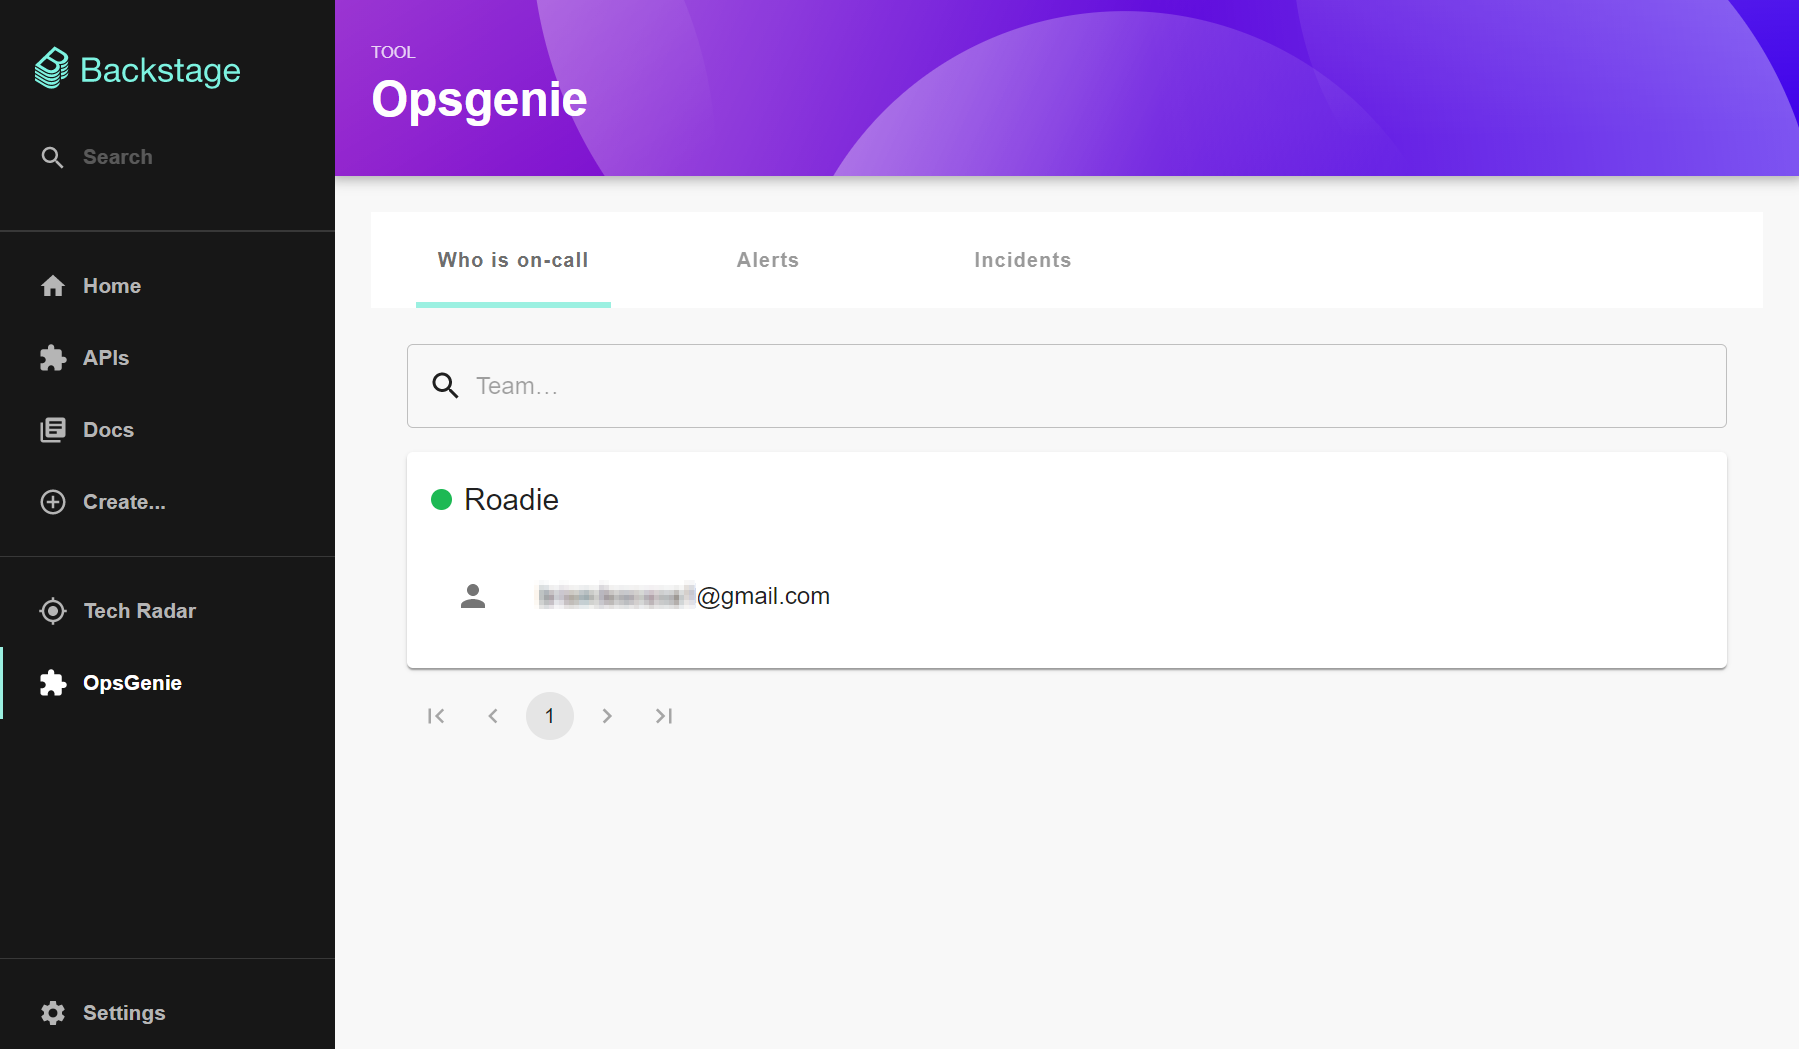 Backstage
Search
Home
APIs
Docs
Create...
Tech Radar
OpsGenie
Settings
TOOL
Opsgenie
Who is on-call
Alerts
Incidents
Team...
Roadie
@gmail.com
1